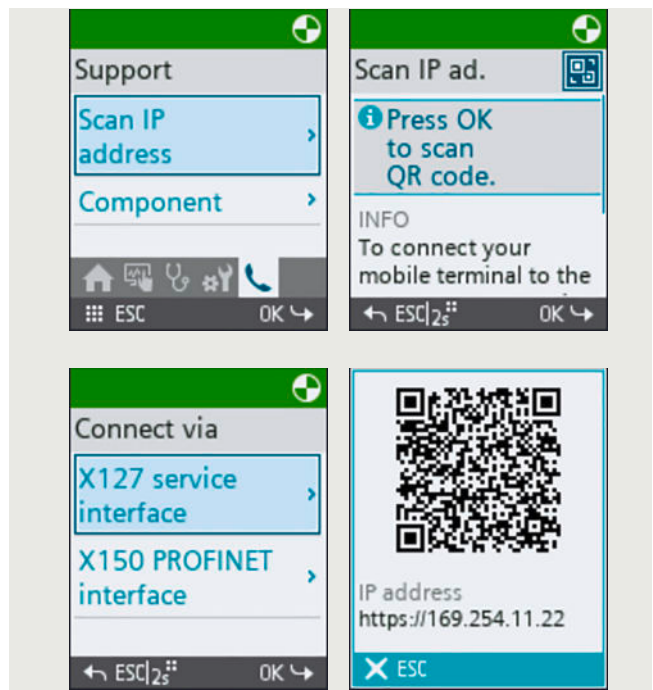 Support
Scan IP
address
Component
ESC
OK
Scan IP ad.
Press OK
to scan
QR code.
INFO
To connect your
mobile terminal to the
ESC 2s
OK
Connect via
X127 service
interface
X150 PROFINET
interface
ESC 2s
OK
IP address
https://169.254.11.22
ESC